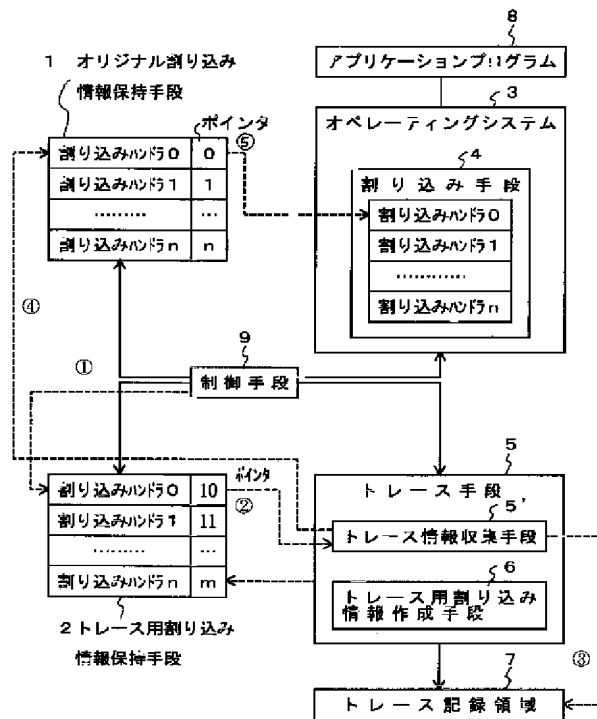 8
アプリケーションプログラム
1 オリジナル割り込み
情報保持手段
ポインタ
⑤
割り込みハンドラ0 0
割り込みハンドラ1 1
……… …
割り込みハンドラn n
3
オペレーティングシステム
4
割り込み手段
割り込みハンドラ0
割り込みハンドラ1
…………
割り込みハンドラn
④
①
9
制御手段
ポインタ
②
割り込みハンドラ0 10
割り込みハンドラ1 11
……… …
割り込みハンドラn m
2 トレース用割り込み
情報保持手段
5
トレース手段
5'
トレース情報収集手段
6
トレース用割り込み
情報作成手段
③
7
トレース記録領域